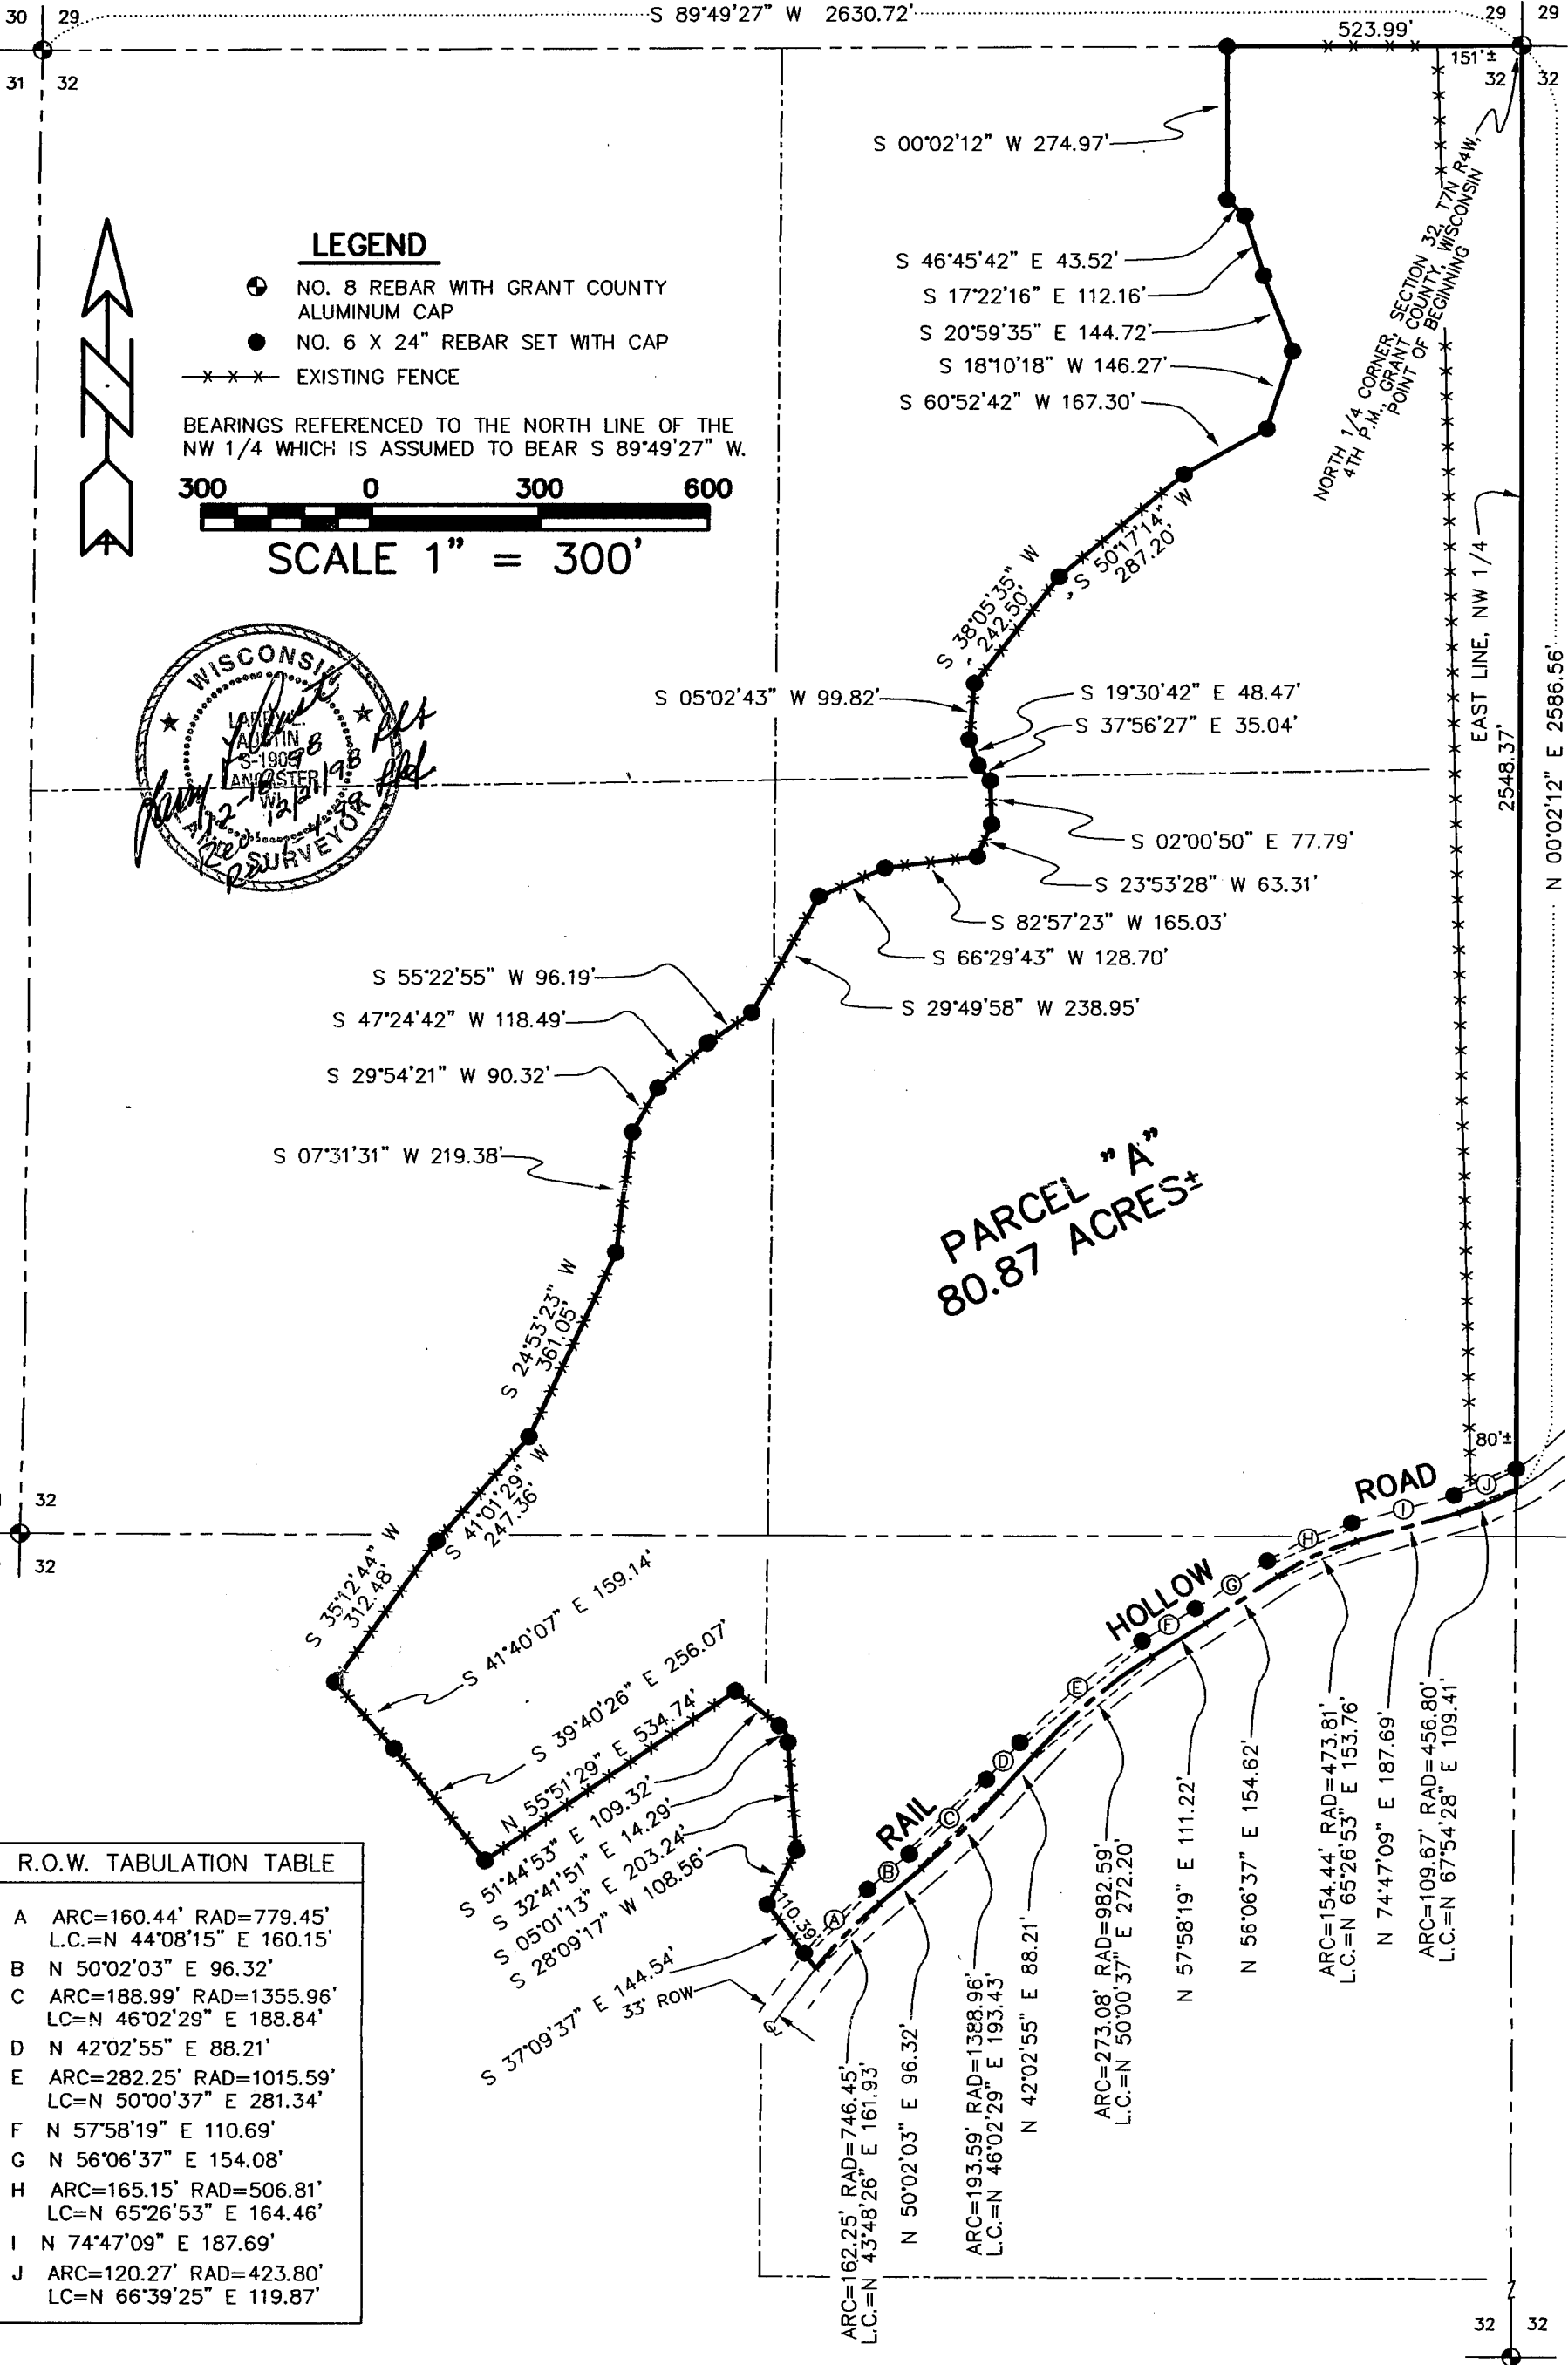 30 29
S 89°49'27" W 2630.72'
29 29
31 32
523.99'
151'±
32 32
S 00°02'12" W 274.97'
NORTH 1/4 CORNER, SECTION 32, T7N R4W,
4TH P.M., GRANT COUNTY, WISCONSIN
POINT OF BEGINNING
LEGEND
NO. 8 REBAR WITH GRANT COUNTY
ALUMINUM CAP
NO. 6 X 24" REBAR SET WITH CAP
EXISTING FENCE
BEARINGS REFERENCED TO THE NORTH LINE OF THE
NW 1/4 WHICH IS ASSUMED TO BEAR S 89°49'27" W.
N
300 0 300 600
SCALE 1" = 300'
S 46°45'42" E 43.52'
S 17°22'16" E 112.16'
S 20°59'35" E 144.72'
S 18°10'18" W 146.27'
S 60°52'42" W 167.30'
S 50°17'14" W
287.20'
S 38°05'35" W
242.50'
EAST LINE, NW 1/4
2548.37'
N 00°02'12" E 2586.56'
WISCONSIN
LARRY L.
AUSTIN
S-1909
LANCASTER
WI.
LAND SURVEYOR
12-18-98
12/21/98
S 05°02'43" W 99.82'
S 19°30'42" E 48.47'
S 37°56'27" E 35.04'
S 02°00'50" E 77.79'
S 23°53'28" W 63.31'
S 82°57'23" W 165.03'
S 66°29'43" W 128.70'
S 29°49'58" W 238.95'
S 55°22'55" W 96.19'
S 47°24'42" W 118.49'
S 29°54'21" W 90.32'
S 07°31'31" W 219.38'
PARCEL "A"
80.87 ACRES±
S 24°53'23" W
361.05'
S 41°01'29" W
247.36'
80'±
32
32
S 35°12'44" W
312.48'
S 41°40'07" E 159.14'
S 39°40'26" E 256.07'
N 55°51'29" E 534.74'
S 51°44'53" E 109.32'
S 32°41'51" E 14.29'
S 05°01'13" E 203.24'
S 28°09'17" W 108.56'
110.39'
S 37°09'37" E 144.54'
33' ROW
RAIL HOLLOW ROAD
A
B
C
D
E
F
G
H
I
J
ARC=162.25' RAD=746.45'
L.C.=N 43°48'26" E 161.93'
N 50°02'03" E 96.32'
ARC=193.59' RAD=1388.96'
L.C.=N 46°02'29" E 193.43'
N 42°02'55" E 88.21'
ARC=273.08' RAD=982.59'
L.C.=N 50°00'37" E 272.20'
N 57°58'19" E 111.22'
N 56°06'37" E 154.62'
ARC=154.44' RAD=473.81'
L.C.=N 65°26'53" E 153.76'
N 74°47'09" E 187.69'
ARC=109.67' RAD=456.80'
L.C.=N 67°54'28" E 109.41'
R.O.W. TABULATION TABLE
A ARC=160.44' RAD=779.45'
L.C.=N 44°08'15" E 160.15'
B N 50°02'03" E 96.32'
C ARC=188.99' RAD=1355.96'
LC=N 46°02'29" E 188.84'
D N 42°02'55" E 88.21'
E ARC=282.25' RAD=1015.59'
LC=N 50°00'37" E 281.34'
F N 57°58'19" E 110.69'
G N 56°06'37" E 154.08'
H ARC=165.15' RAD=506.81'
LC=N 65°26'53" E 164.46'
I N 74°47'09" E 187.69'
J ARC=120.27' RAD=423.80'
LC=N 66°39'25" E 119.87'
32 32